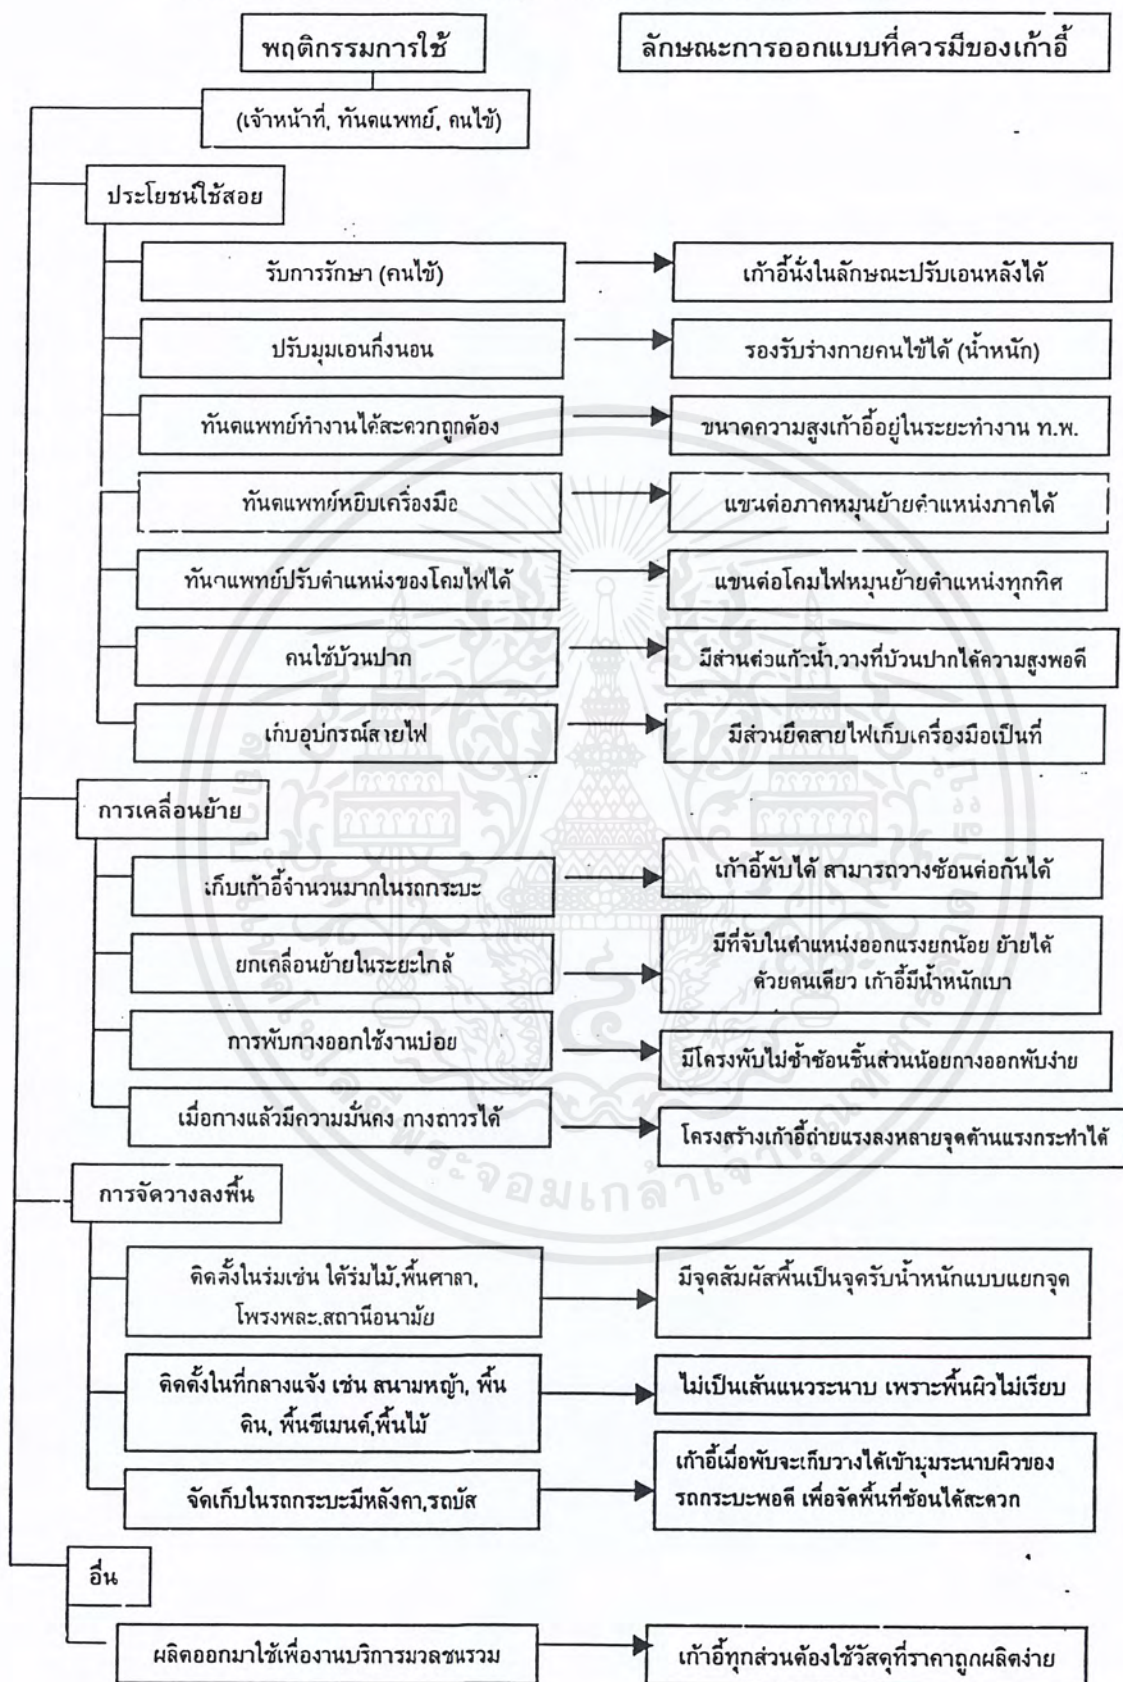 พฤติกรรมการใช้
ลักษณะการออกแบบที่ควรมีของเก้าอี้
(เจ้าหน้าที่, ทันตแพทย์, คนไข้)
ประโยชน์ใช้สอย
รับการรักษา (คนไข้)
เก้าอี้นั่งในลักษณะปรับเอนหลังได้
ปรับมุมเอนกึ่งนอน
รองรับร่างกายคนไข้ได้ (น้ำหนัก)
ทันตแพทย์ทำงานได้สะดวกถูกต้อง
ขนาดความสูงเก้าอี้อยู่ในระยะทำงาน ท.พ.
ทันตแพทย์หยิบเครื่องมือ
แขนต่อภาคหมุนย้ายตำแหน่งภาคได้
ทันตแพทย์ปรับตำแหน่งของโคมไฟได้
แขนต่อโคมไฟหมุนย้ายตำแหน่งทุกทิศ
คนใช้บ้วนปาก
มีส่วนต่อแก้วน้ำ,วางที่บ้วนปากได้ความสูงพอดี
เก็บอุปกรณ์สายไฟ
มีส่วนยึดสายไฟเก็บเครื่องมือเป็นที่
การเคลื่อนย้าย
เก็บเก้าอี้จำนวนมากในรถกระบะ
เก้าอี้พับได้ สามารถวางซ้อนต่อกันได้
ยกเคลื่อนย้ายในระยะใกล้
มีที่จับในตำแหน่งออกแรงยกน้อย ย้ายได้
ด้วยคนเดียว เก้าอี้มีน้ำหนักเบา
การพับกางออกใช้งานบ่อย
มีโครงพับไม่ซ้ำซ้อนชิ้นส่วนน้อยกางออกพับง่าย
เมื่อกางแล้วมีความมั่นคง กางถาวรได้
โครงสร้างเก้าอี้ถ่ายแรงลงหลายจุดต้านแรงกระทำได้
การจัดวางลงพื้น
ติดตั้งในร่มเช่น ใต้ร่มไม้,พื้นศาลา,
โพรงพละ.สถานีอนามัย
มีจุดสัมผัสพื้นเป็นจุดรับน้ำหนักแบบแยกจุด
ติดตั้งในที่กลางแจ้ง เช่น สนามหญ้า, พื้น
ดิน, พื้นซีเมนต์,พื้นไม้
ไม่เป็นเส้นแนวระนาบ เพราะพื้นผิวไม่เรียบ
จัดเก็บในรถกระบะมีหลังคา,รถบัส
เก้าอี้เมื่อพับจะเก็บวางได้เข้ามุมระนาบผิวของ
รถกระบะพอดี เพื่อจัดพื้นที่ซ้อนได้สะดวก
อื่น
ผลิตออกมาใช้เพื่องานบริการมวลชนรวม
เก้าอี้ทุกส่วนต้องใช้วัสดุที่ราคาถูกผลิตง่าย